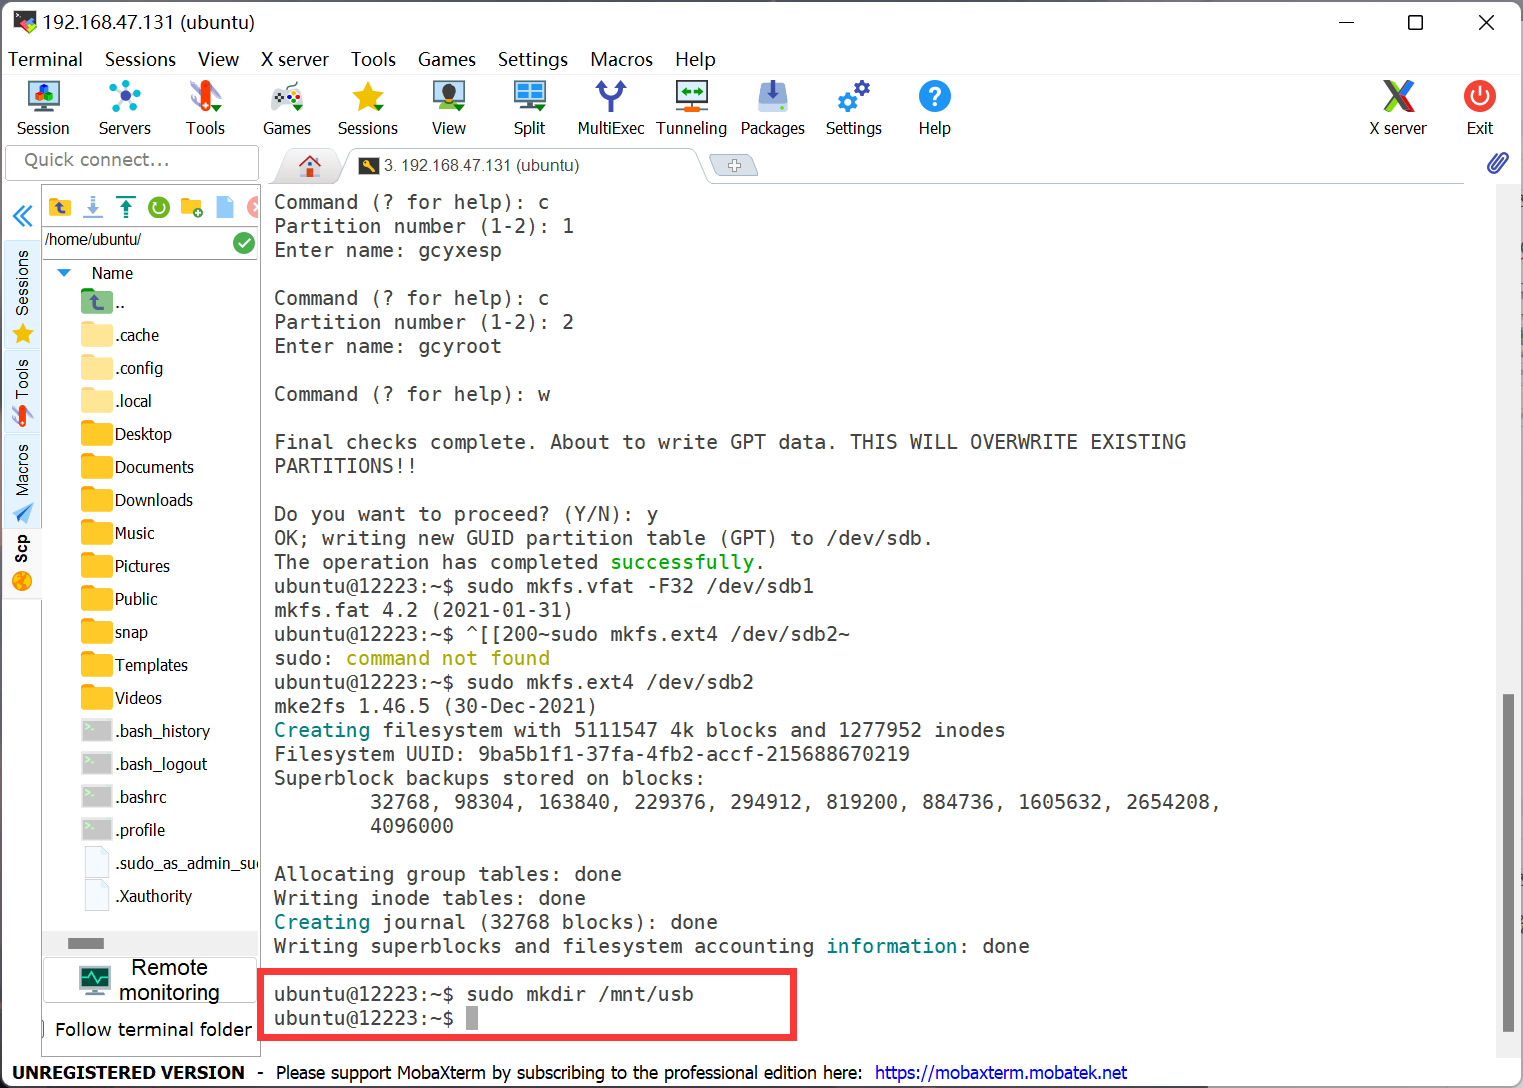 192.168.47.131 (ubuntu)
Terminal Sessions View X server Tools Games Settings Macros Help
Session Servers Tools Games Sessions View Split MultiExec Tunneling Packages Settings Help X server Exit
Quick connect...
3. 192.168.47.131 (ubuntu)
/home/ubuntu/
Name
..
.cache
.config
.local
Desktop
Documents
Downloads
Music
Pictures
Public
snap
Templates
Videos
.bash_history
.bash_logout
.bashrc
.profile
.sudo_as_admin_su
.Xauthority
Sessions
Tools
Macros
Scp
Remote
monitoring
Follow terminal folder
Command (? for help): c
Partition number (1-2): 1
Enter name: gcyxesp
Command (? for help): c
Partition number (1-2): 2
Enter name: gcyroot
Command (? for help): w
Final checks complete. About to write GPT data. THIS WILL OVERWRITE EXISTING
PARTITIONS!!
Do you want to proceed? (Y/N): y
OK; writing new GUID partition table (GPT) to /dev/sdb.
The operation has completed successfully.
ubuntu@12223:~$ sudo mkfs.vfat -F32 /dev/sdb1
mkfs.fat 4.2 (2021-01-31)
ubuntu@12223:~$ ^[[200~sudo mkfs.ext4 /dev/sdb2~
sudo: command not found
ubuntu@12223:~$ sudo mkfs.ext4 /dev/sdb2
mke2fs 1.46.5 (30-Dec-2021)
Creating filesystem with 5111547 4k blocks and 1277952 inodes
Filesystem UUID: 9ba5b1f1-37fa-4fb2-accf-215688670219
Superblock backups stored on blocks:
32768, 98304, 163840, 229376, 294912, 819200, 884736, 1605632, 2654208,
4096000
Allocating group tables: done
Writing inode tables: done
Creating journal (32768 blocks): done
Writing superblocks and filesystem accounting information: done
ubuntu@12223:~$ sudo mkdir /mnt/usb
ubuntu@12223:~$
UNREGISTERED VERSION - Please support MobaXterm by subscribing to the professional edition here: https://mobaxterm.mobatek.net